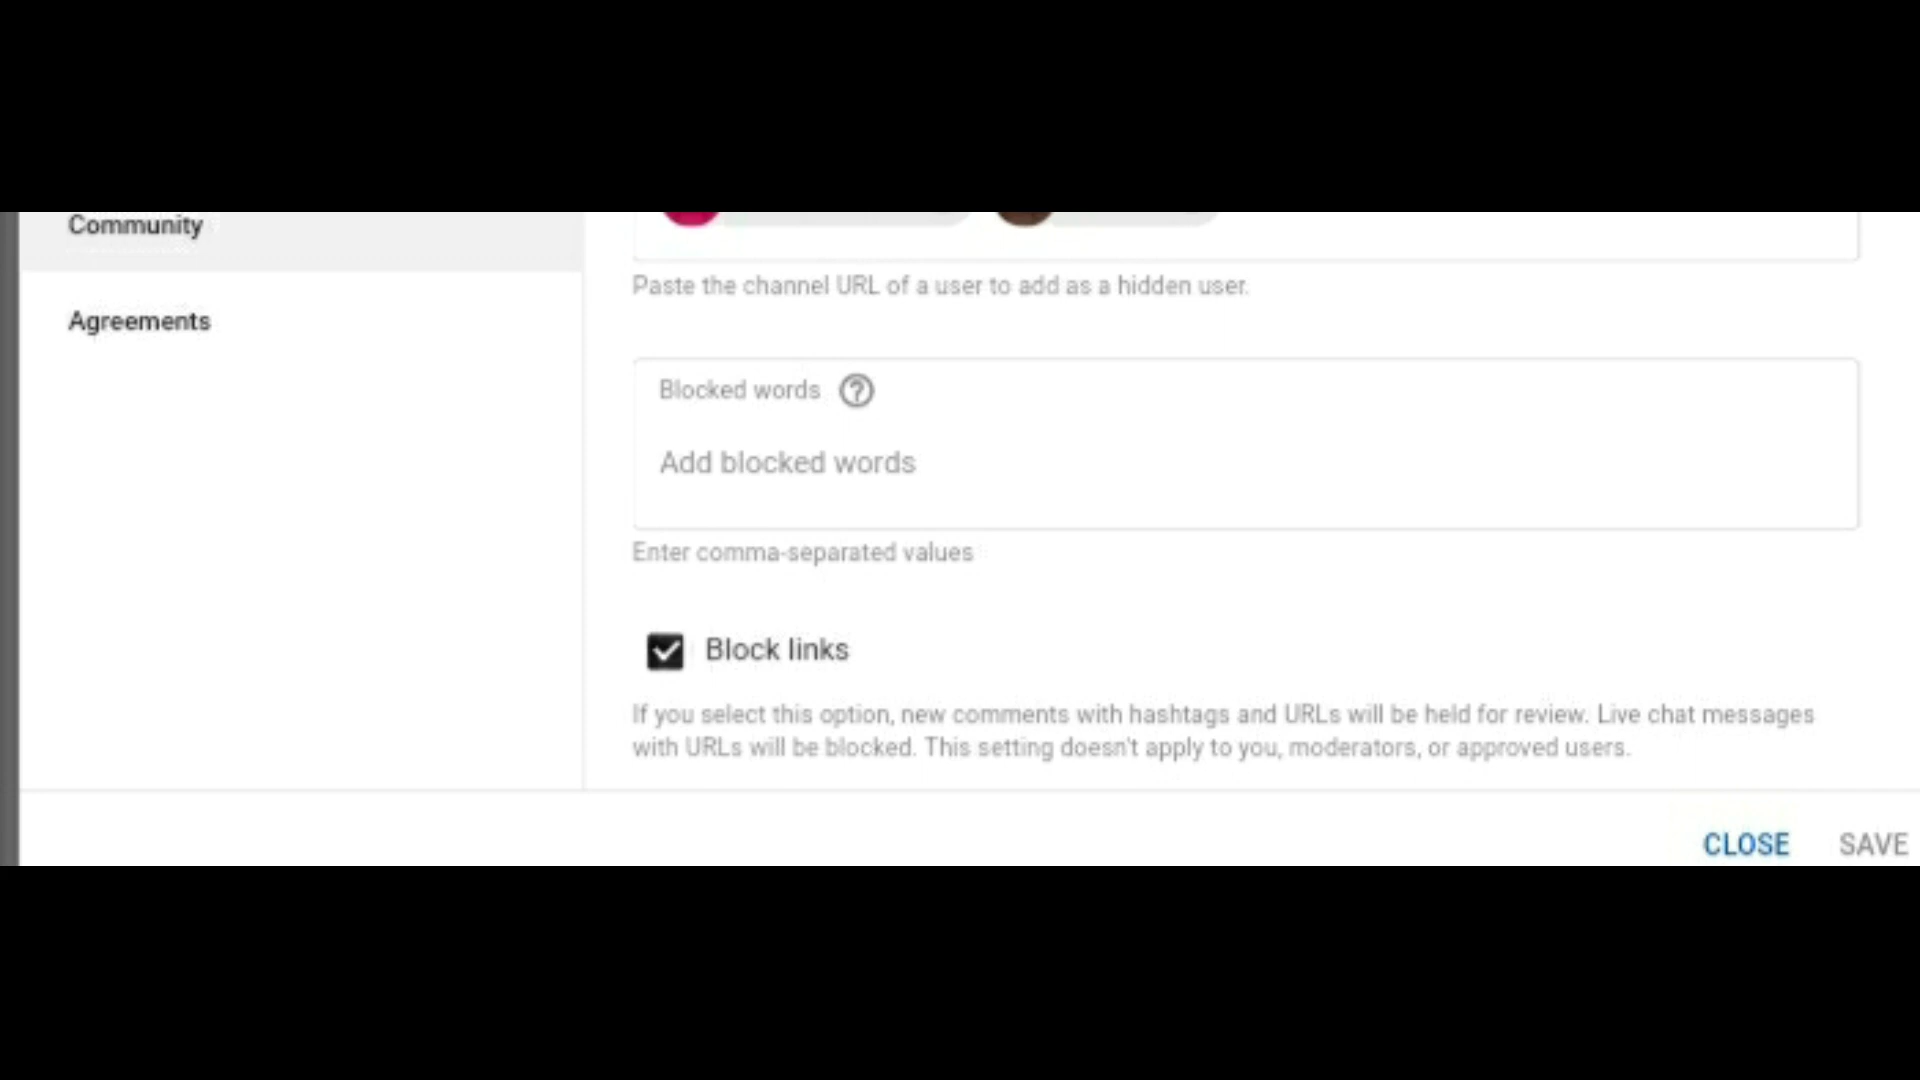 Community
Agreements
Paste the channel URL of a user to add as a hidden user.
Blocked words
Add blocked words
Enter comma-separated values
Block links
If you select this option, new comments with hashtags and URLs will be held for review. Live chat messages
with URLs will be blocked. This setting doesn't apply to you, moderators, or approved users.
CLOSE SAVE